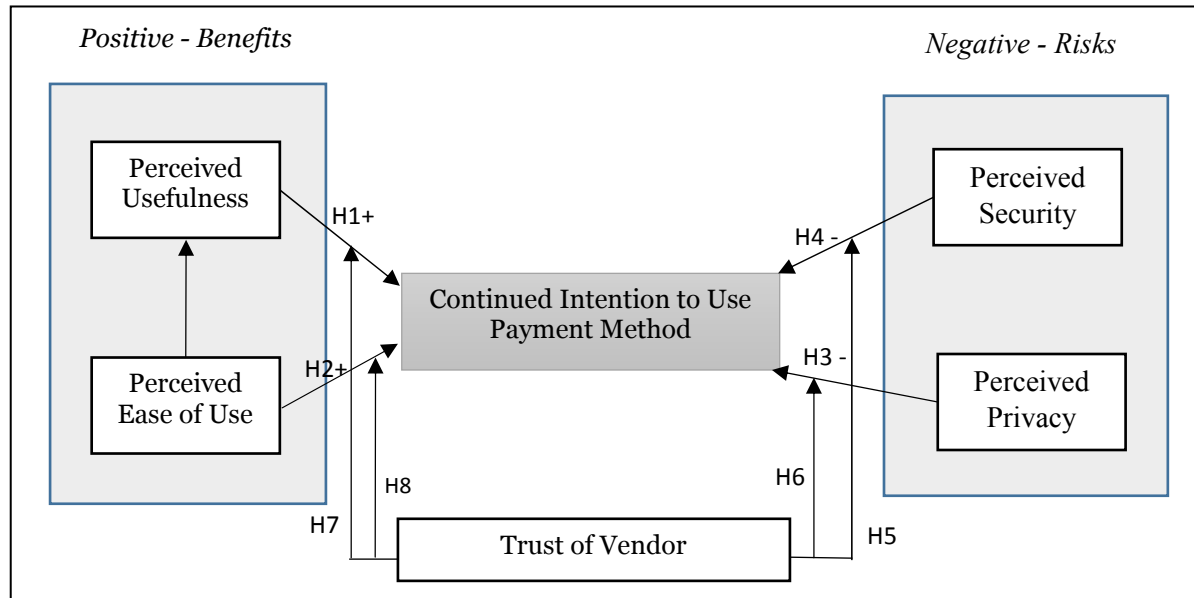 Positive - Benefits
Negative - Risks
Perceived
Usefulness
Perceived
Security
H1+
H4 -
Continued Intention to Use
Payment Method
H2+
H3 -
Perceived
Ease of Use
Perceived
Privacy
H8
H6
H7
H5
Trust of Vendor